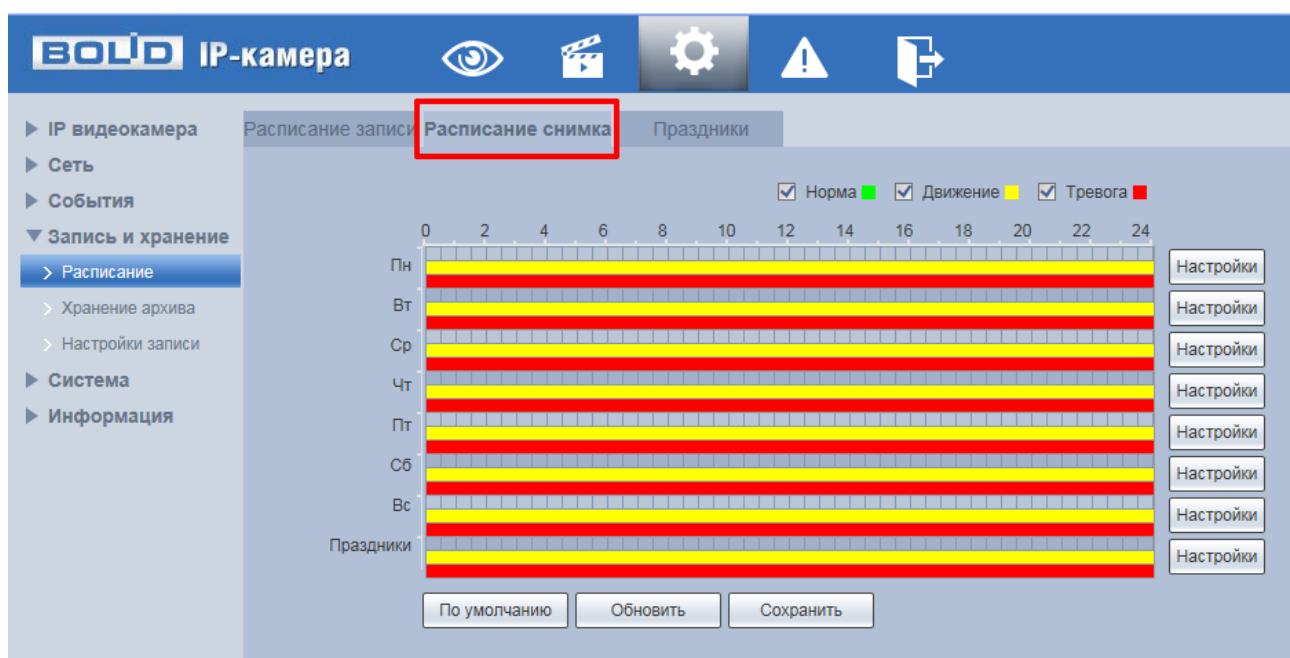 BOLID IP-камера
IP видеокамера
Сеть
События
Запись и хранение
Расписание
Хранение архива
Настройки записи
Система
Информация
Расписание записи Расписание снимка Праздники
Норма Движение Тревога
0 2 4 6 8 10 12 14 16 18 20 22 24
Пн Настройки
Вт Настройки
Ср Настройки
Чт Настройки
Пт Настройки
Сб Настройки
Вс Настройки
Праздники Настройки
По умолчанию Обновить Сохранить